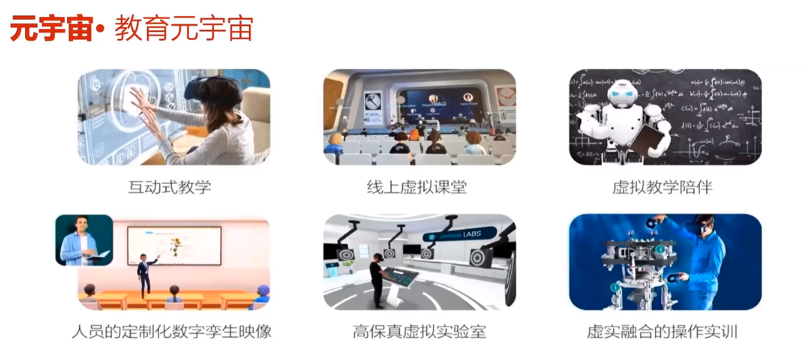 元宇宙• 教育元宇宙
互动式教学
线上虚拟课堂
虚拟教学陪伴
LABS
人员的定制化数字孪生映像
高保真虚拟实验室
虚实融合的操作实训